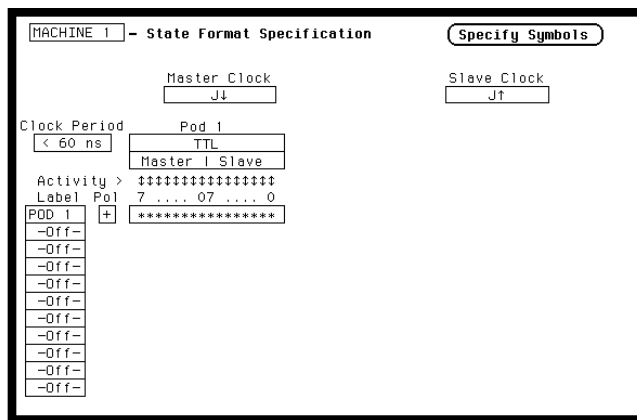 MACHINE 1 – State Format Specification Specify Symbols
Master Clock Slave Clock
J↓ J↑
Clock Period Pod 1
< 60 ns TTL
Master | Slave
Activity > ↕↕↕↕↕↕↕↕↕↕↕↕↕↕↕↕
Label Pol 7 .... 07 .... 0
POD 1 + ****************
-Off-
-Off-
-Off-
-Off-
-Off-
-Off-
-Off-
-Off-
-Off-
-Off-